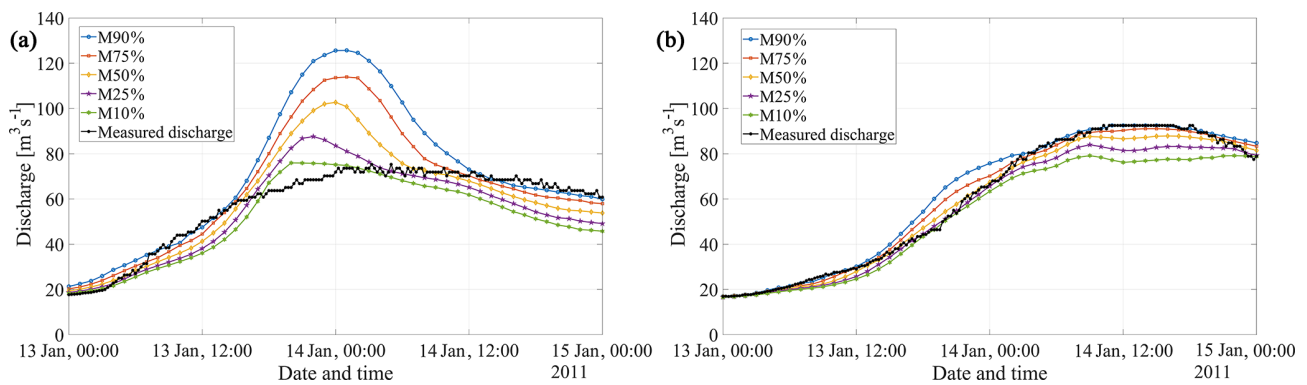 (a)
Discharge [m³s⁻¹]
140
120
100
80
60
40
20
0
M90%
M75%
M50%
M25%
M10%
Measured discharge
13 Jan, 00:00
13 Jan, 12:00
14 Jan, 00:00
14 Jan, 12:00
15 Jan, 00:00
2011
Date and time
(b)
Discharge [m³s⁻¹]
140
120
100
80
60
40
20
0
M90%
M75%
M50%
M25%
M10%
Measured discharge
13 Jan, 00:00
13 Jan, 12:00
14 Jan, 00:00
14 Jan, 12:00
15 Jan, 00:00
2011
Date and time